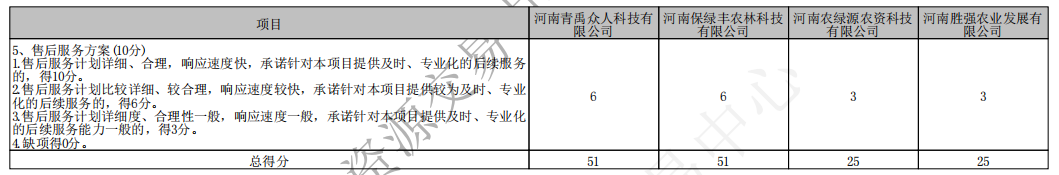 项目
河南青禹众人科技有限公司
河南保绿丰农林科技有限公司
河南农绿源农资科技有限公司
河南胜强农业发展有限公司
5、售后服务方案(10分)
1.售后服务计划详细、合理，响应速度快，承诺针对本项目提供及时、专业化的后续服务
的，得10分。
2.售后服务计划比较详细、较合理，响应速度较快，承诺针对本项目提供较为及时、专业
化的后续服务的，得6分。
3.售后服务计划详细度、合理性一般，响应速度一般，承诺针对本项目提供及时、专业化
的后续服务能力一般的，得3分。
4.缺项得0分。
6
6
3
3
总得分
51
51
25
25
资源交易中
易中心